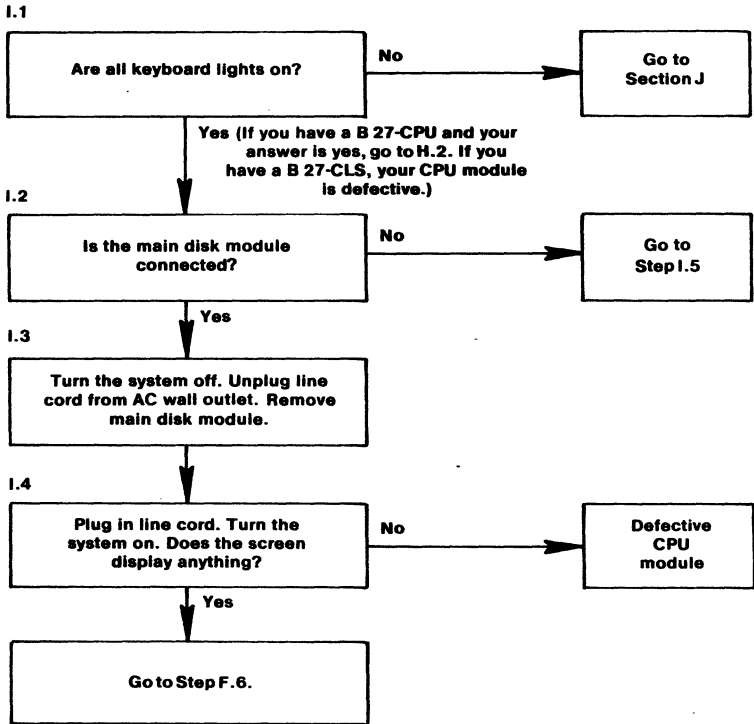 I.1
Are all keyboard lights on?
No
Go to
Section J
Yes (If you have a B 27-CPU and your
answer is yes, go to H.2. If you
have a B 27-CLS, your CPU module
is defective.)
I.2
Is the main disk module
connected?
No
Go to
Step I.5
Yes
I.3
Turn the system off. Unplug line
cord from AC wall outlet. Remove
main disk module.
I.4
Plug in line cord. Turn the
system on. Does the screen
display anything?
No
Defective
CPU
module
Yes
Go to Step F.6.